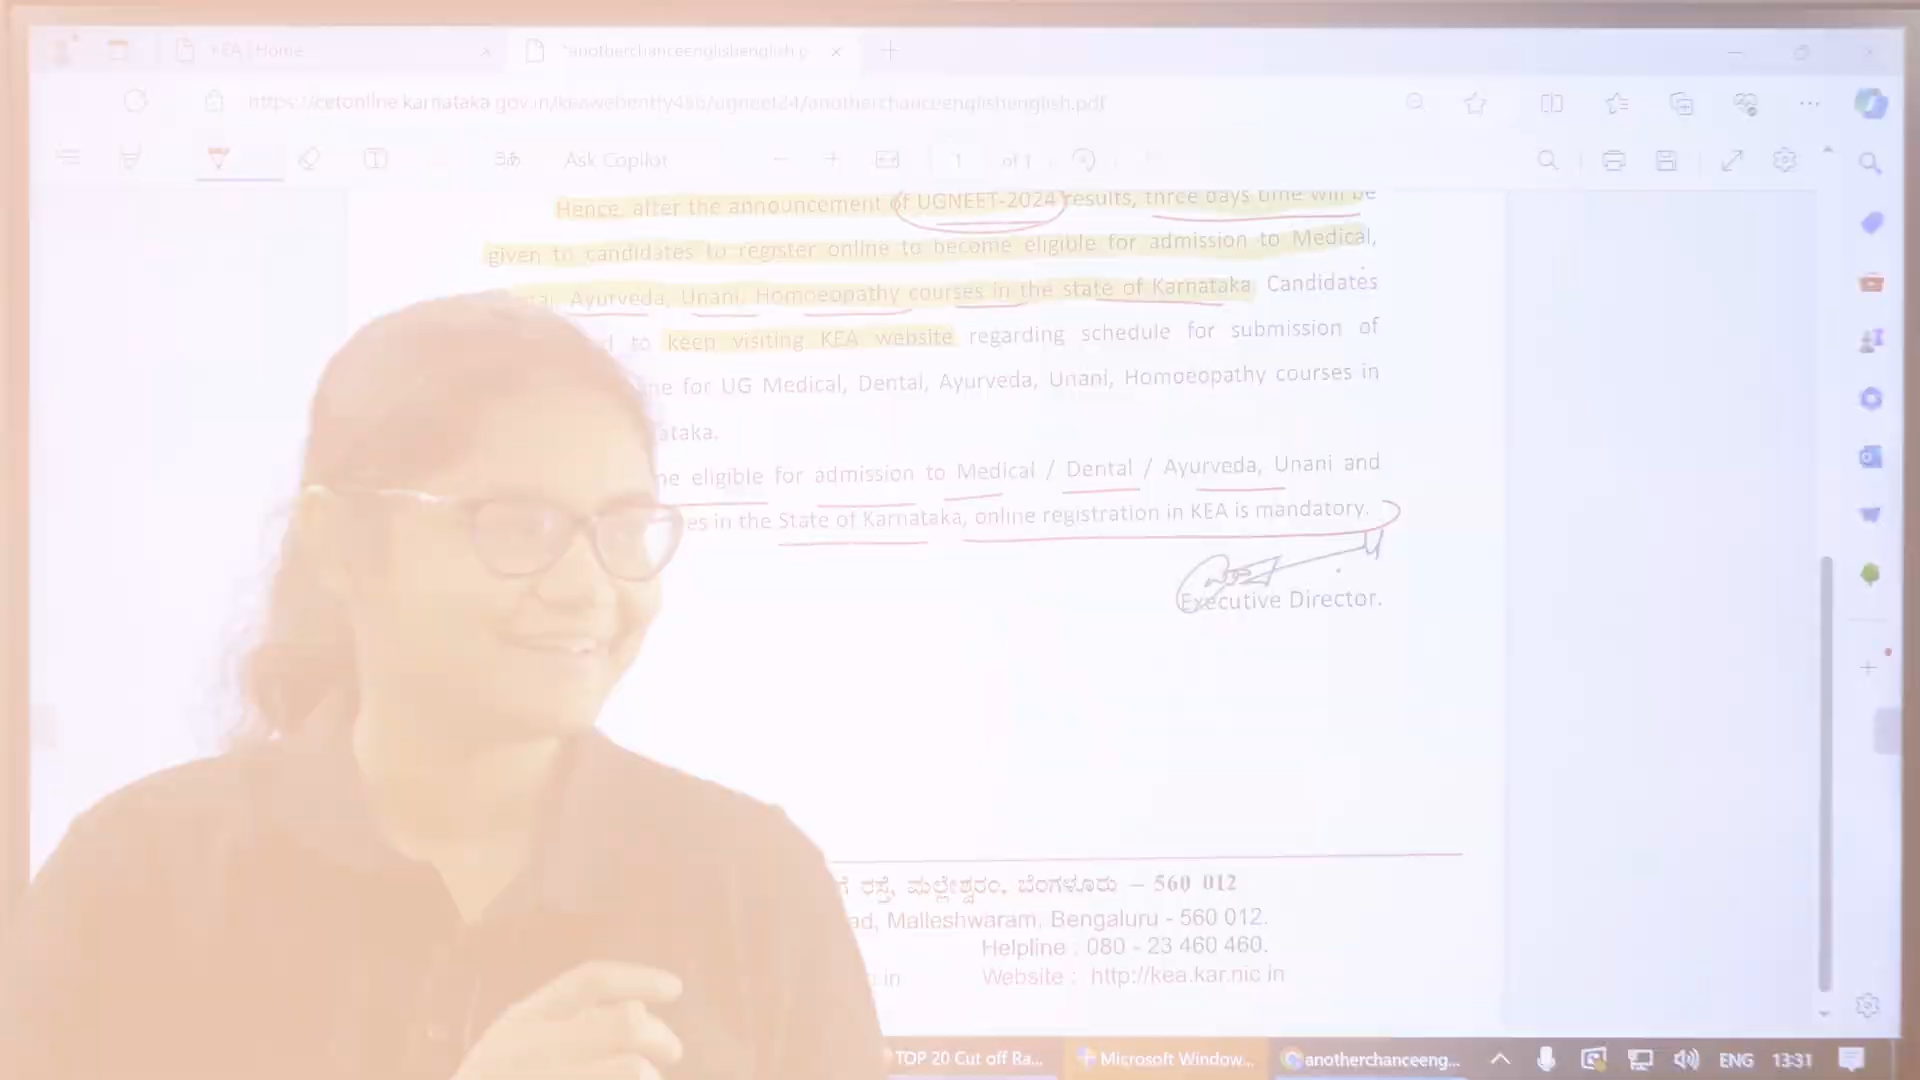 KEA | Home
*anotherchanceenglishenglish.p
https://cetonline.karnataka.gov.in/keawebentry456/ugneet24/anotherchanceenglishenglish.pdf
Ask Copilot
1 of 1
Hence, after the announcement of UGNEET-2024 results, three days time will be
given to candidates to register online to become eligible for admission to Medical,
Ayurveda, Unani, Homoeopathy courses in the state of Karnataka. Candidates
to keep visiting KEA website regarding schedule for submission of
for UG Medical, Dental, Ayurveda, Unani, Homoeopathy courses in
ataka.
eligible for admission to Medical / Dental / Ayurveda, Unani and
es in the State of Karnataka, online registration in KEA is mandatory.
Executive Director.
ರಸ್ತೆ, ಮಲ್ಲೇಶ್ವರಂ, ಬೆಂಗಳೂರು – 560 012
ad, Malleshwaram, Bengaluru - 560 012.
Helpline : 080 - 23 460 460.
.in Website : http://kea.kar.nic in
TOP 20 Cut off Ra...
Microsoft Window...
anotherchanceeng...
ENG
13:31